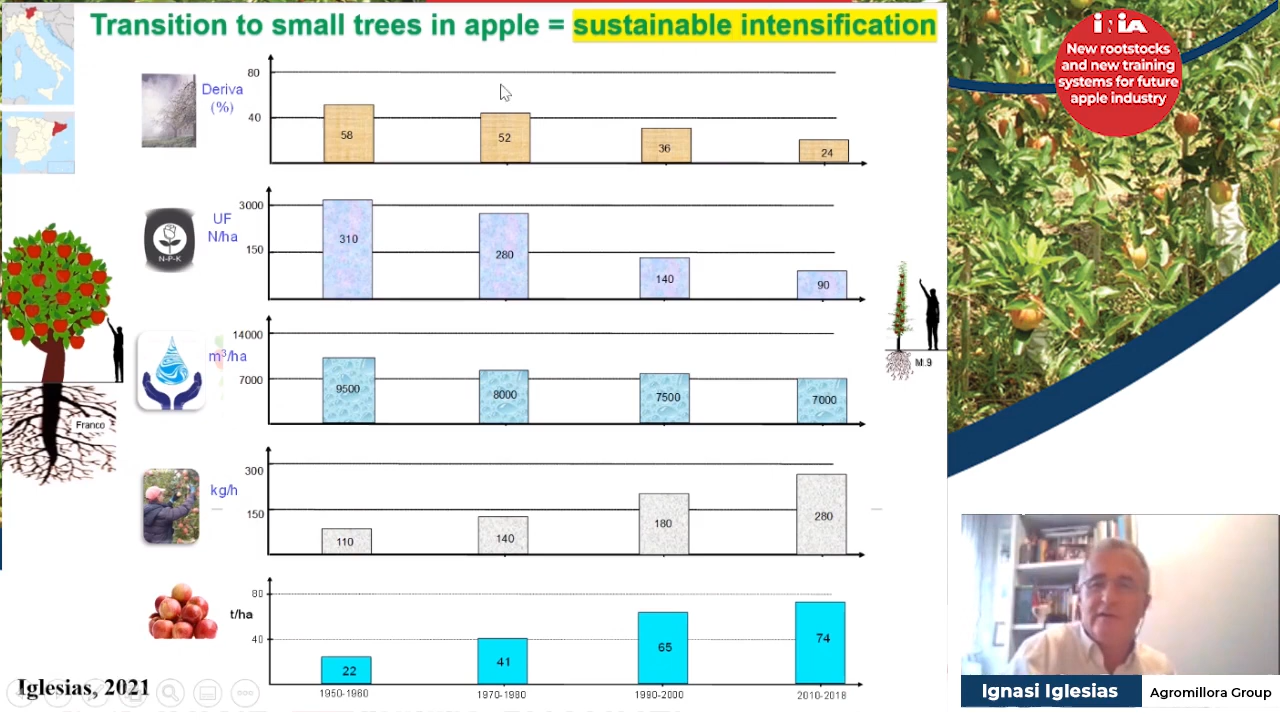 Transition to small trees in apple = sustainable intensification
Deriva
(%)
80
40
58
52
36
24
UF
N/ha
3000
150
310
280
140
90
N-P-K
m³/ha
14000
7000
9500
8000
7500
7000
kg/h
300
150
110
140
180
280
t/ha
80
40
22
41
65
74
1950-1960
1970-1980
1990-2000
2010-2018
Franco
M.9
Iglesias, 2021
iNiA
New rootstocks
and new training
systems for future
apple industry
Ignasi Iglesias
Agromillora Group